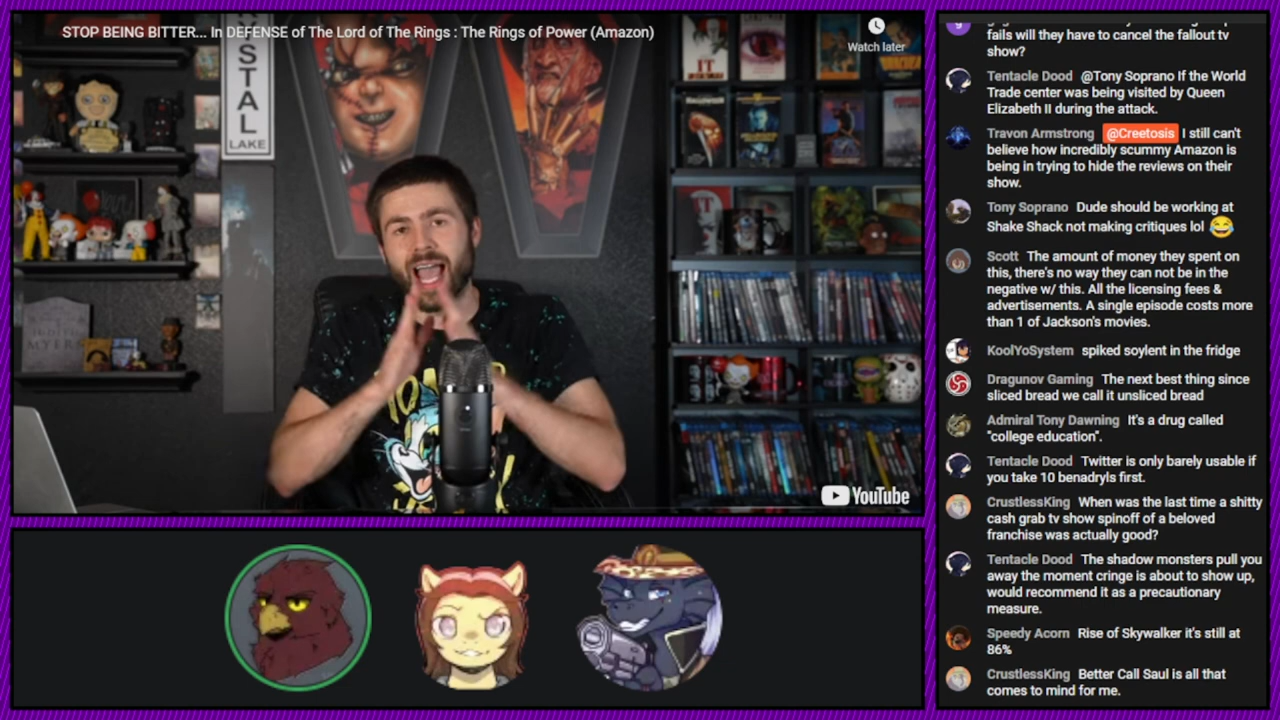 STOP BEING BITTER... In DEFENSE of The Lord of The Rings : The Rings of Power (Amazon)
Watch later
STAL
LAKE
IT
IT
MYERS
YouTube
fails will they have to cancel the fallout tv
show?
Tentacle Dood @Tony Soprano If the World
Trade center was being visited by Queen
Elizabeth II during the attack.
Travon Armstrong @Creetosis I still can't
believe how incredibly scummy Amazon is
being in trying to hide the reviews on their
show.
Tony Soprano Dude should be working at
Shake Shack not making critiques lol 😂
Scott The amount of money they spent on
this, there's no way they can not be in the
negative w/ this. All the licensing fees &
advertisements. A single episode costs more
than 1 of Jackson's movies.
KoolYoSystem spiked soylent in the fridge
Dragunov Gaming The next best thing since
sliced bread we call it unsliced bread
Admiral Tony Dawning It's a drug called
"college education".
Tentacle Dood Twitter is only barely usable if
you take 10 benadryls first.
CrustlessKing When was the last time a shitty
cash grab tv show spinoff of a beloved
franchise was actually good?
Tentacle Dood The shadow monsters pull you
away the moment cringe is about to show up,
would recommend it as a precautionary
measure.
Speedy Acorn Rise of Skywalker it's still at
86%
CrustlessKing Better Call Saul is all that
comes to mind for me.